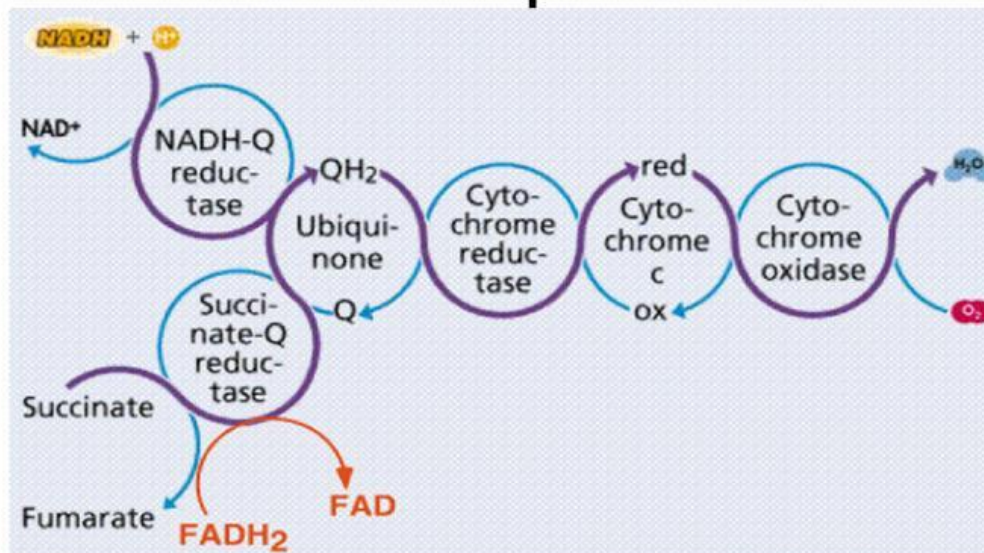 NADH + H+
NAD+
NADH-Q
reduc-
tase
QH2
Ubiqui-
none
Q
Cyto-
chrome
reduc-
tase
red
Cyto-
chrome
c
ox
Cyto-
chrome
oxidase
H2O
O2
Succi-
nate-Q
reduc-
tase
Succinate
Fumarate
FADH2
FAD